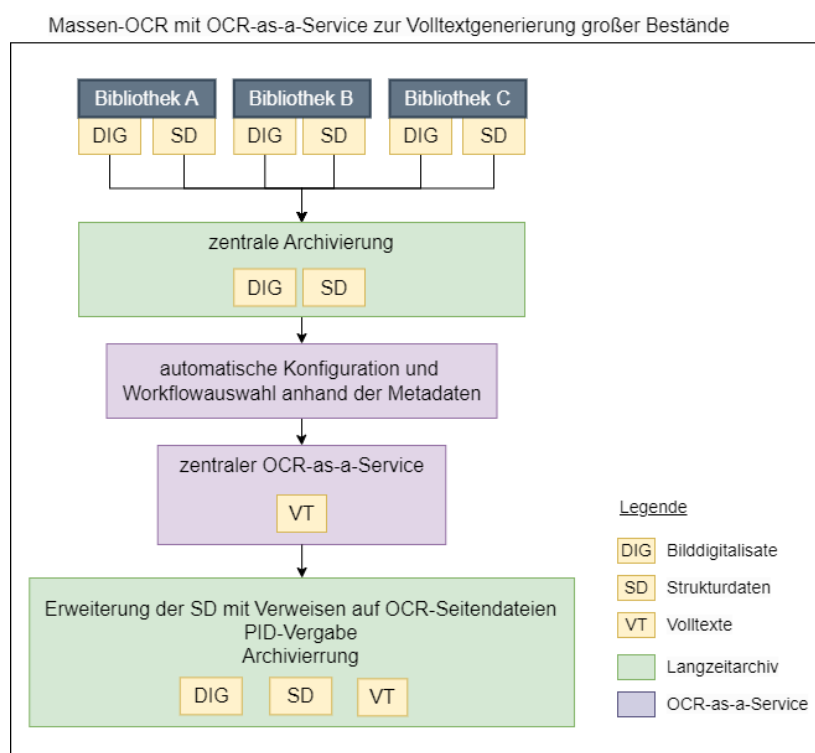 Massen-OCR mit OCR-as-a-Service zur Volltextgenerierung großer Bestände
Bibliothek A
Bibliothek B
Bibliothek C
DIG
SD
DIG
SD
DIG
SD
zentrale Archivierung
DIG
SD
automatische Konfiguration und
Workflowauswahl anhand der Metadaten
zentraler OCR-as-a-Service
VT
Erweiterung der SD mit Verweisen auf OCR-Seitendateien
PID-Vergabe
Archivierrung
DIG
SD
VT
Legende
DIG Bilddigitalisate
SD Strukturdaten
VT Volltexte
Langzeitarchiv
OCR-as-a-Service